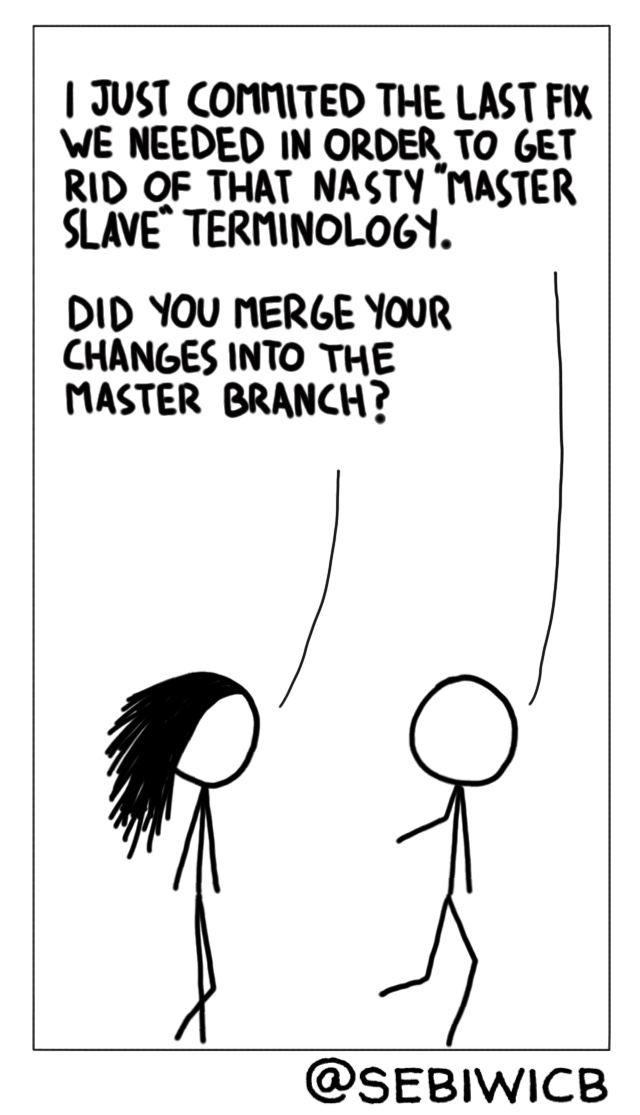 I JUST COMMITED THE LAST FIX
WE NEEDED IN ORDER TO GET
RID OF THAT NASTY "MASTER
SLAVE" TERMINOLOGY.
DID YOU MERGE YOUR
CHANGES INTO THE
MASTER BRANCH?
@SEBIWICB